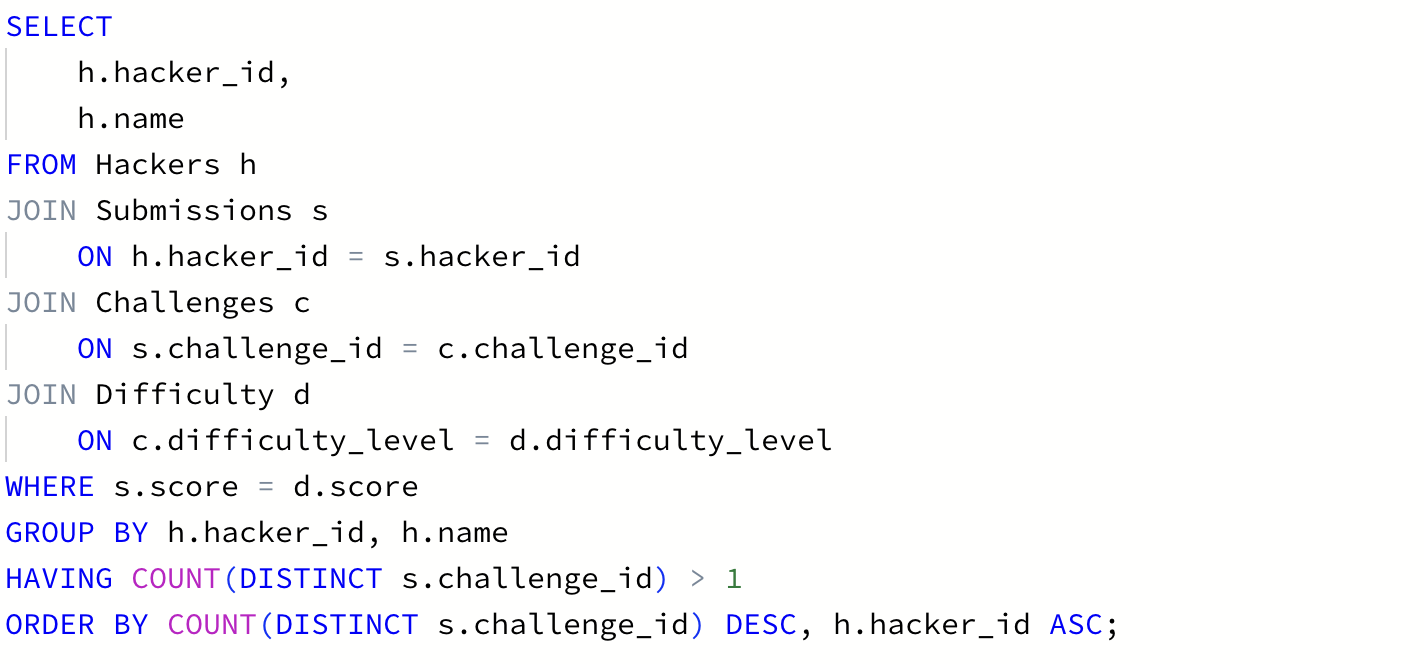 SELECT
    h.hacker_id,
    h.name
FROM Hackers h
JOIN Submissions s
    ON h.hacker_id = s.hacker_id
JOIN Challenges c
    ON s.challenge_id = c.challenge_id
JOIN Difficulty d
    ON c.difficulty_level = d.difficulty_level
WHERE s.score = d.score
GROUP BY h.hacker_id, h.name
HAVING COUNT(DISTINCT s.challenge_id) > 1
ORDER BY COUNT(DISTINCT s.challenge_id) DESC, h.hacker_id ASC;